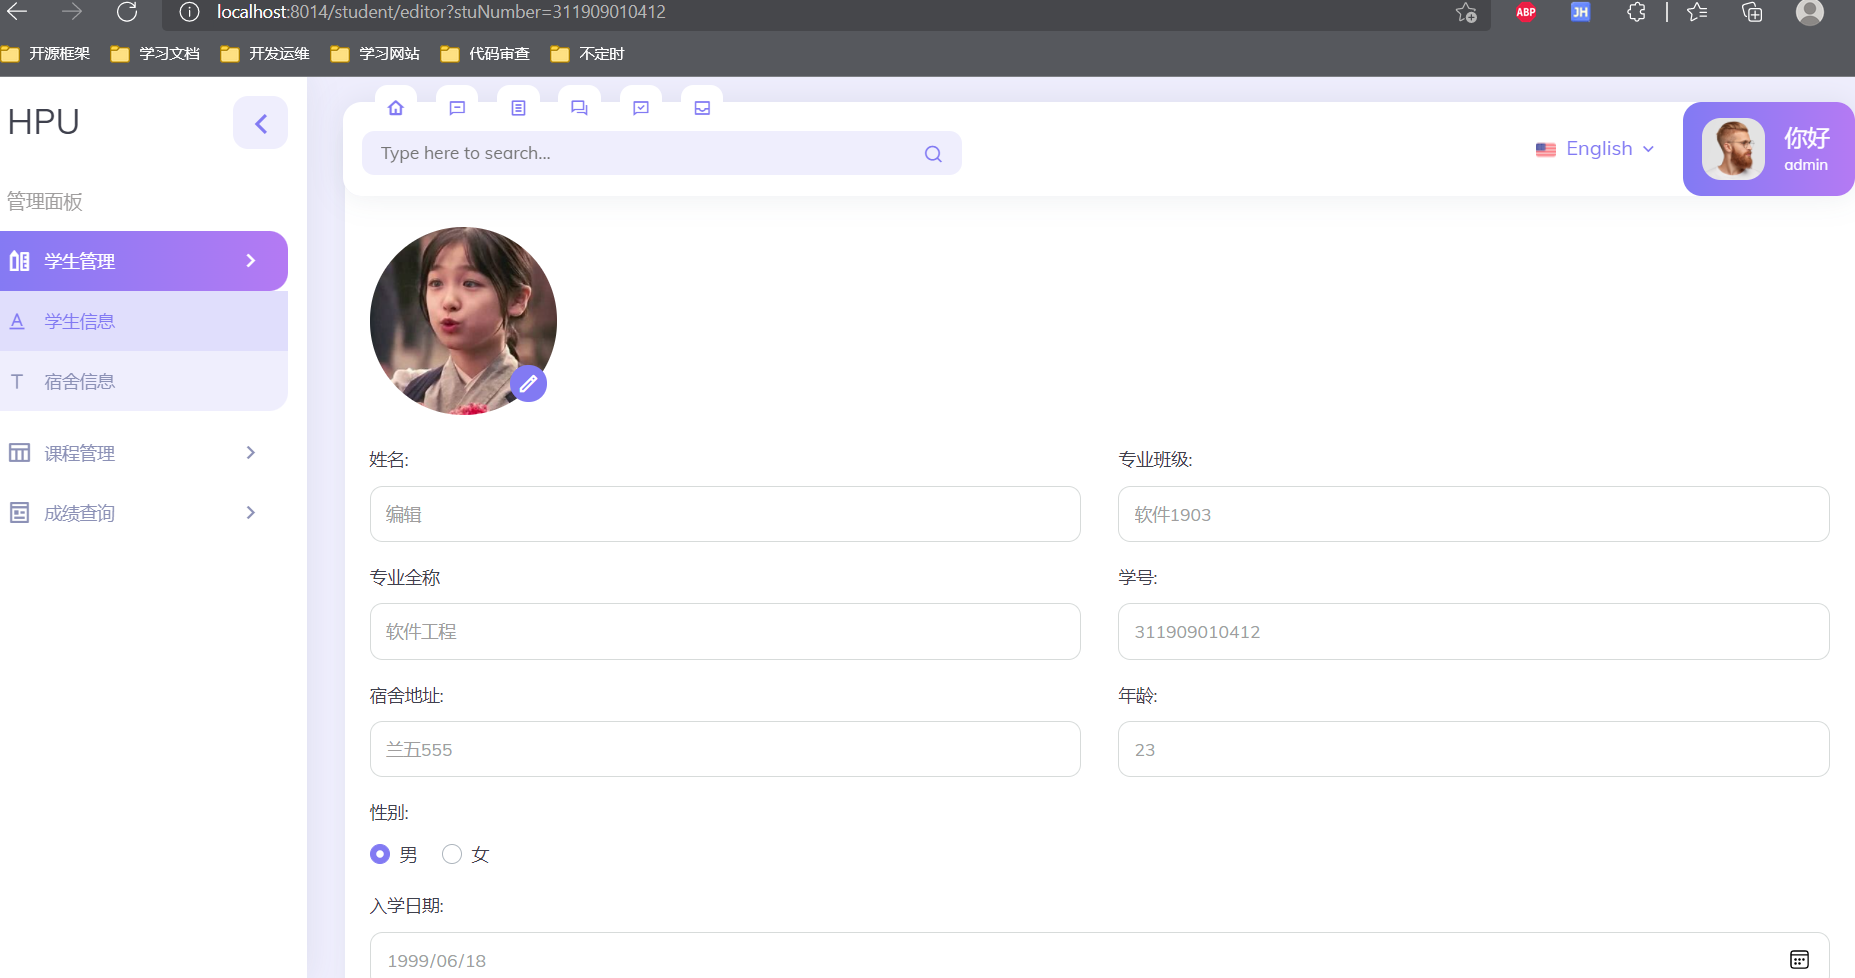 localhost:8014/student/editor?stuNumber=311909010412
ABP
JH
开源框架 学习文档 开发运维 学习网站 代码审查 不定时
HPU
Type here to search...
English
你好
admin
管理面板
学生管理
A 学生信息
T 宿舍信息
课程管理
成绩查询
姓名:
专业班级:
编辑
软件1903
专业全称
学号:
软件工程
311909010412
宿舍地址:
年龄:
兰五555
23
性别:
男 女
入学日期:
1999/06/18